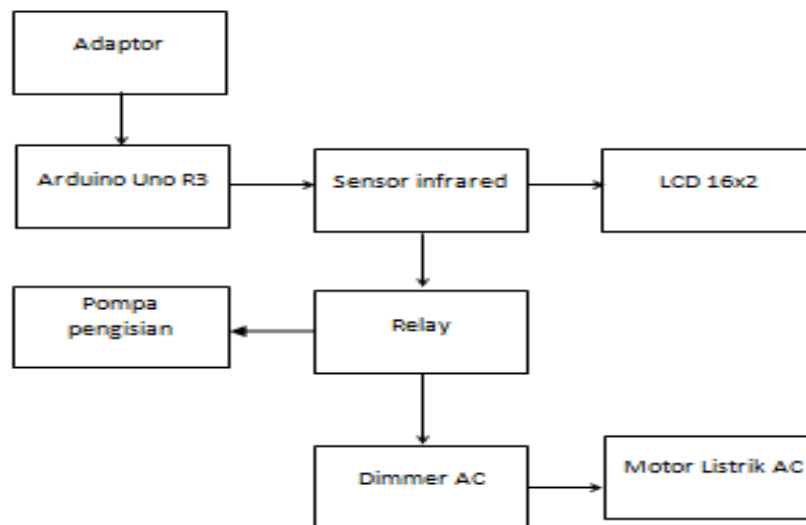 Adaptor
Arduino Uno R3
Sensor infrared
LCD 16x2
Pompa
pengisian
Relay
Dimmer AC
Motor Listrik AC